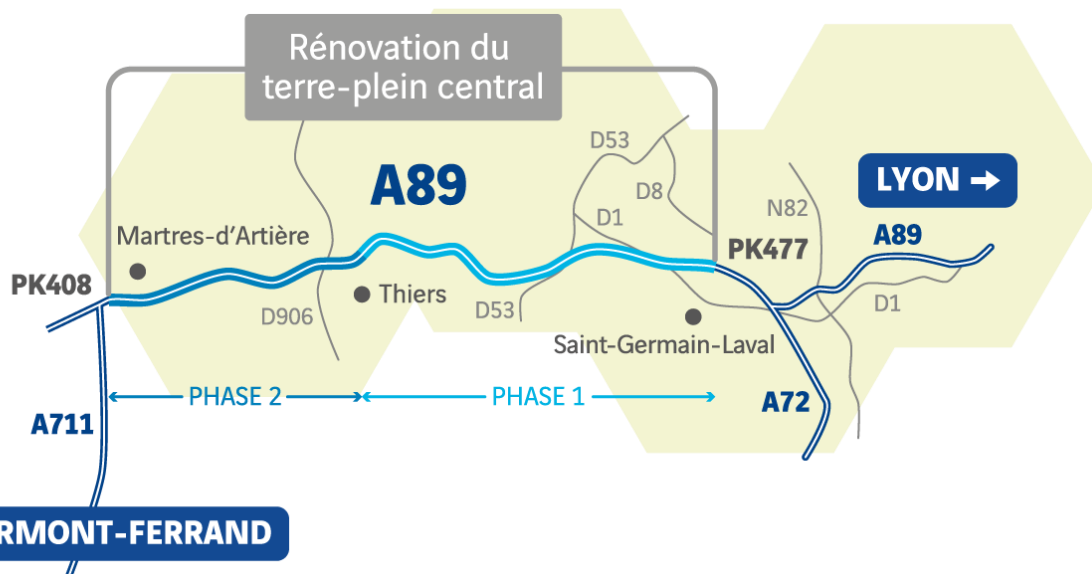 Rénovation du
terre-plein central
D53
A89
D8
LYON →
N82
D1
A89
Martres-d'Artière
PK477
PK408
Thiers
D906
D53
D1
Saint-Germain-Laval
PHASE 2
PHASE 1
A72
A711
RMONT-FERRAND